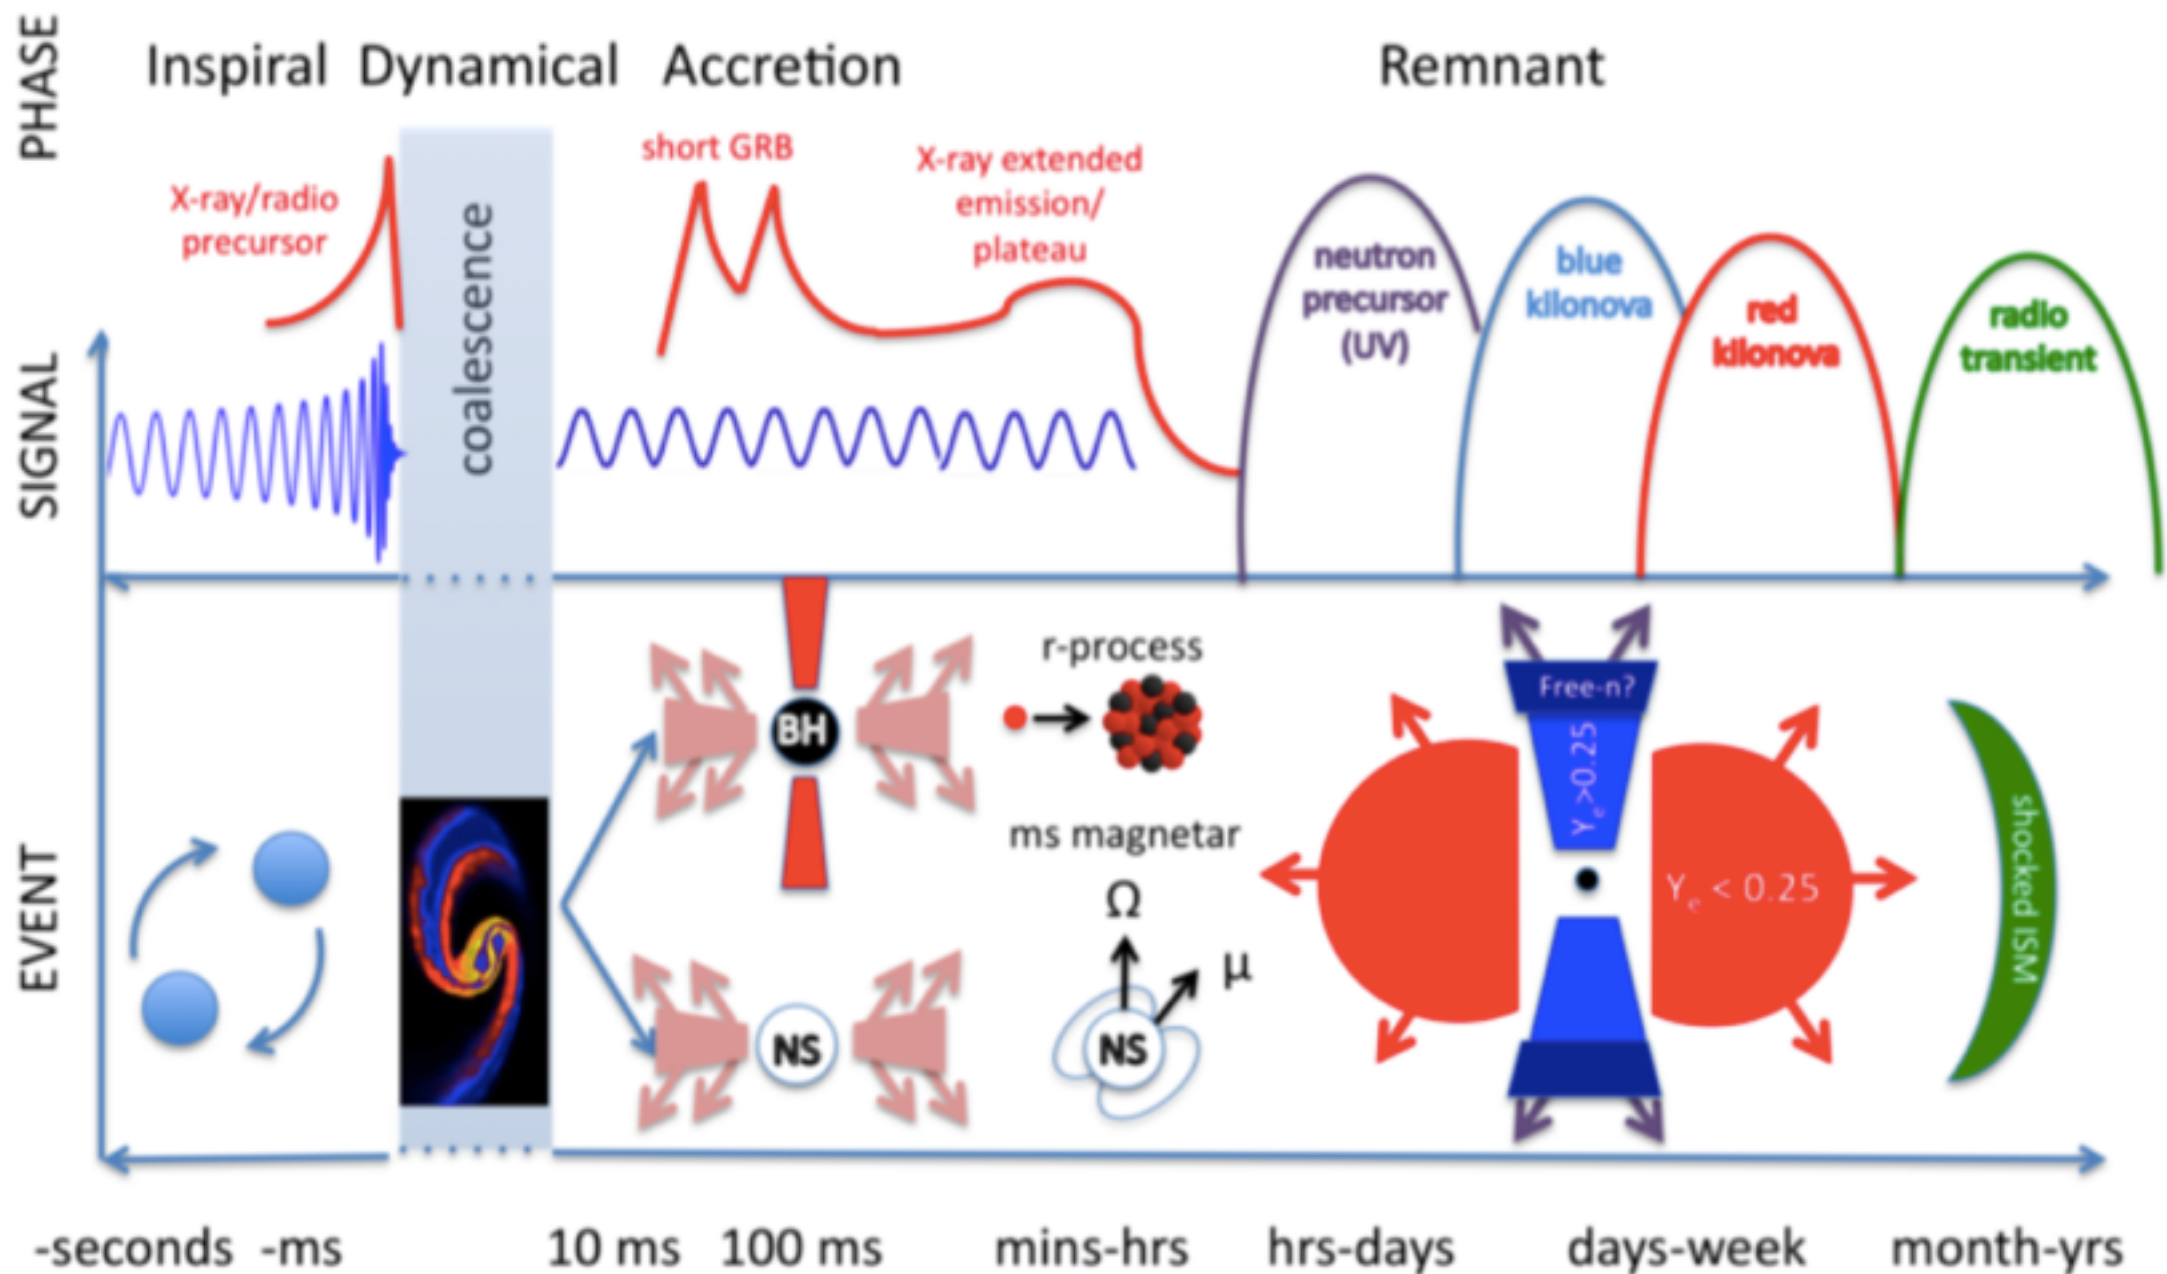 PHASE
Inspiral
Dynamical
Accretion
Remnant
SIGNAL
X-ray/radio
precursor
coalescence
short GRB
X-ray extended
emission/
plateau
neutron
precursor
(UV)
blue
kilonova
red
kilonova
radio
transient
EVENT
BH
NS
r-process
ms magnetar
Ω
μ
NS
Free-n?
Yₑ>0.25
Yₑ < 0.25
shocked ISM
-seconds
-ms
10 ms
100 ms
mins-hrs
hrs-days
days-week
month-yrs